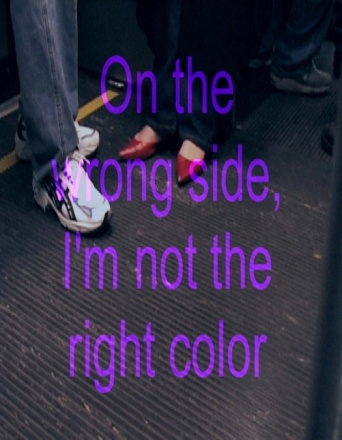 On the
wrong side,
I'm not the
right color